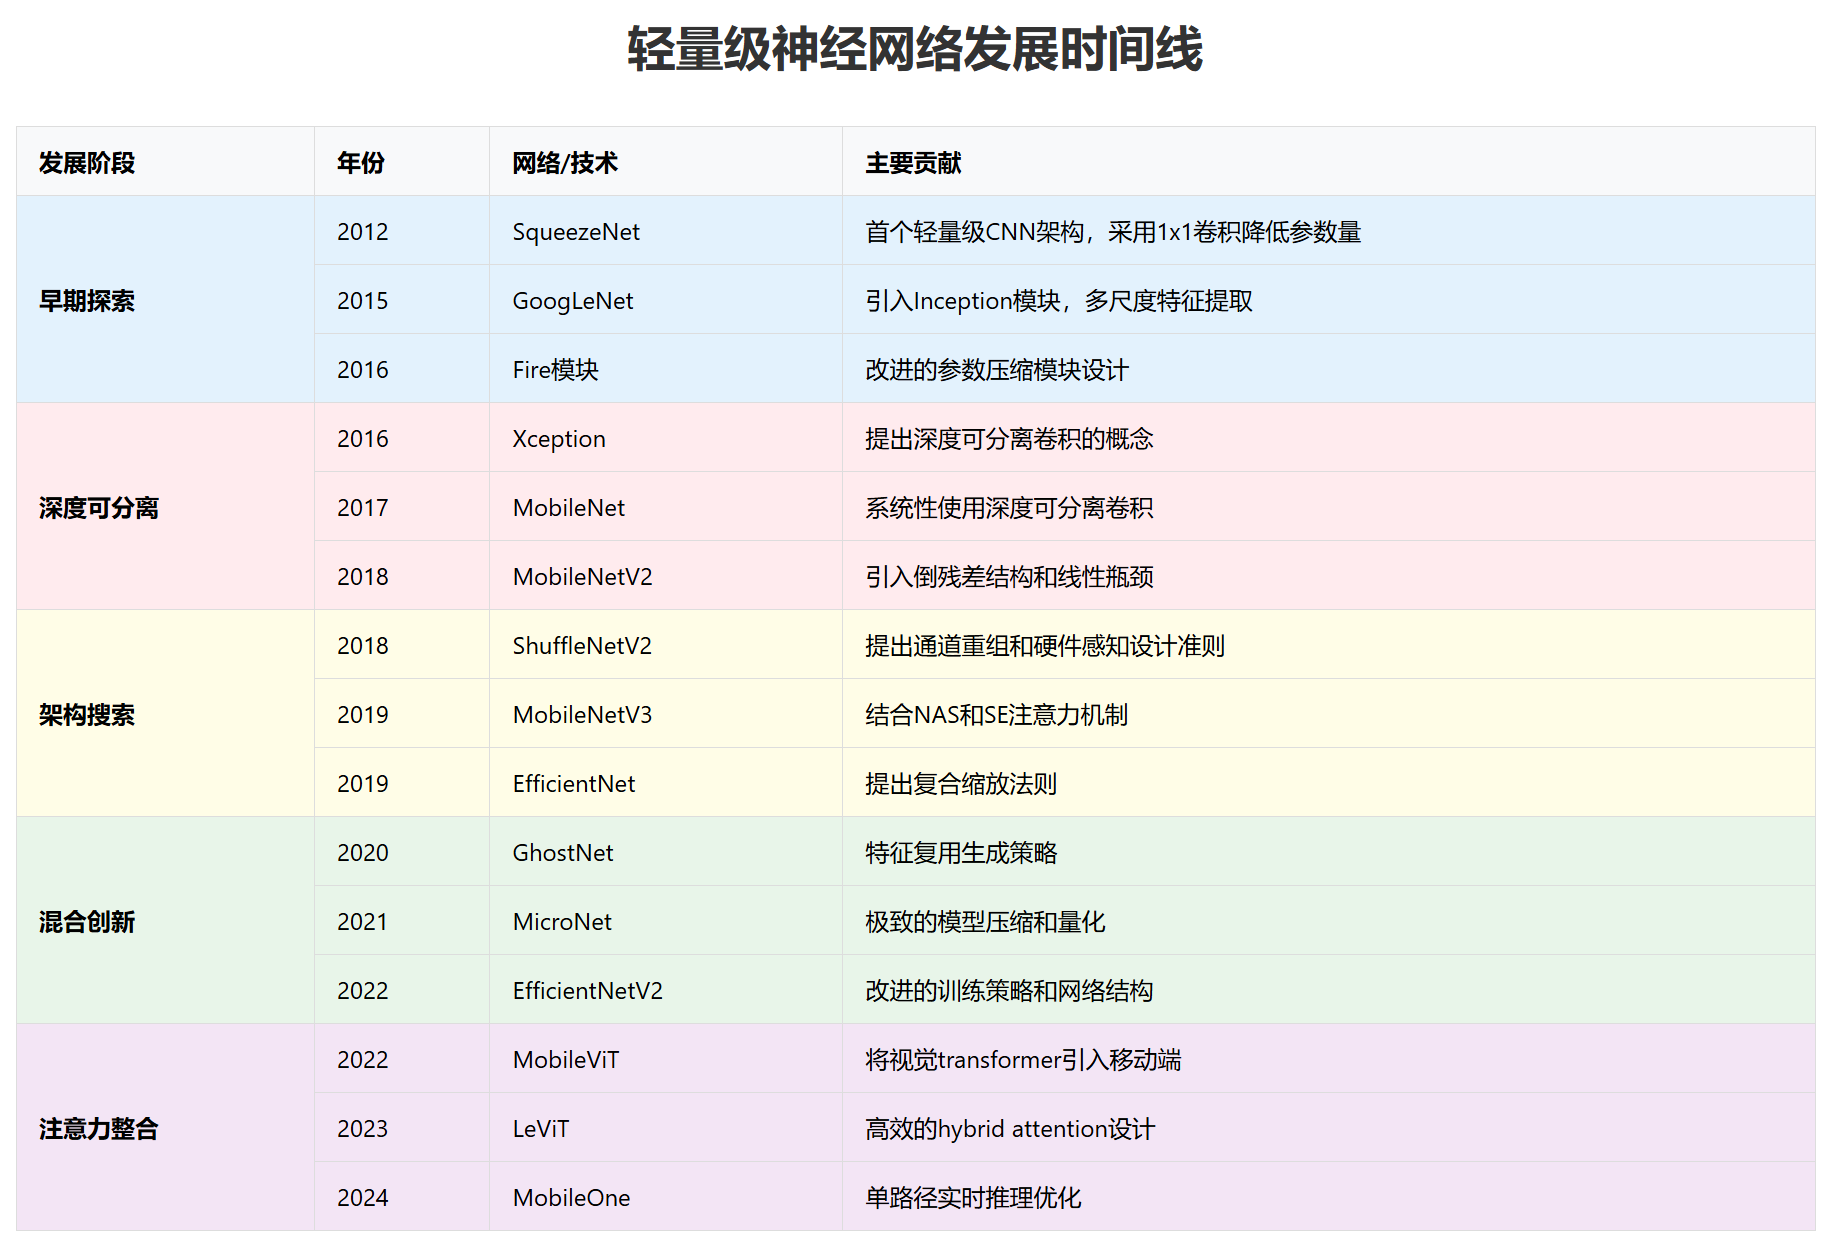 轻量级神经网络发展时间线
发展阶段 年份 网络/技术 主要贡献
早期探索 2012 SqueezeNet 首个轻量级CNN架构，采用1x1卷积降低参数量
2015 GoogLeNet 引入Inception模块，多尺度特征提取
2016 Fire模块 改进的参数压缩模块设计
深度可分离 2016 Xception 提出深度可分离卷积的概念
2017 MobileNet 系统性使用深度可分离卷积
2018 MobileNetV2 引入倒残差结构和线性瓶颈
架构搜索 2018 ShuffleNetV2 提出通道重组和硬件感知设计准则
2019 MobileNetV3 结合NAS和SE注意力机制
2019 EfficientNet 提出复合缩放法则
混合创新 2020 GhostNet 特征复用生成策略
2021 MicroNet 极致的模型压缩和量化
2022 EfficientNetV2 改进的训练策略和网络结构
注意力整合 2022 MobileViT 将视觉transformer引入移动端
2023 LeViT 高效的hybrid attention设计
2024 MobileOne 单路径实时推理优化